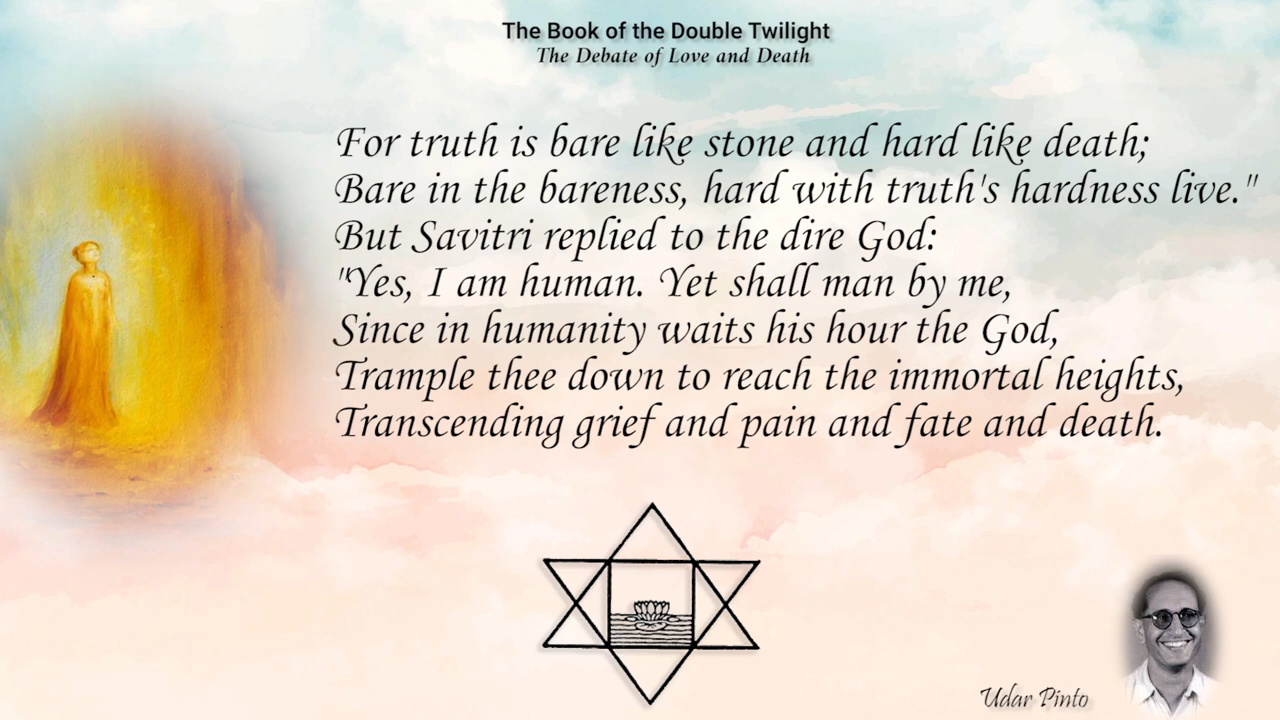 The Book of the Double Twilight
The Debate of Love and Death
For truth is bare like stone and hard like death;
Bare in the bareness, hard with truth's hardness live."
But Savitri replied to the dire God:
"Yes, I am human. Yet shall man by me,
Since in humanity waits his hour the God,
Trample thee down to reach the immortal heights,
Transcending grief and pain and fate and death.
Udar Pinto